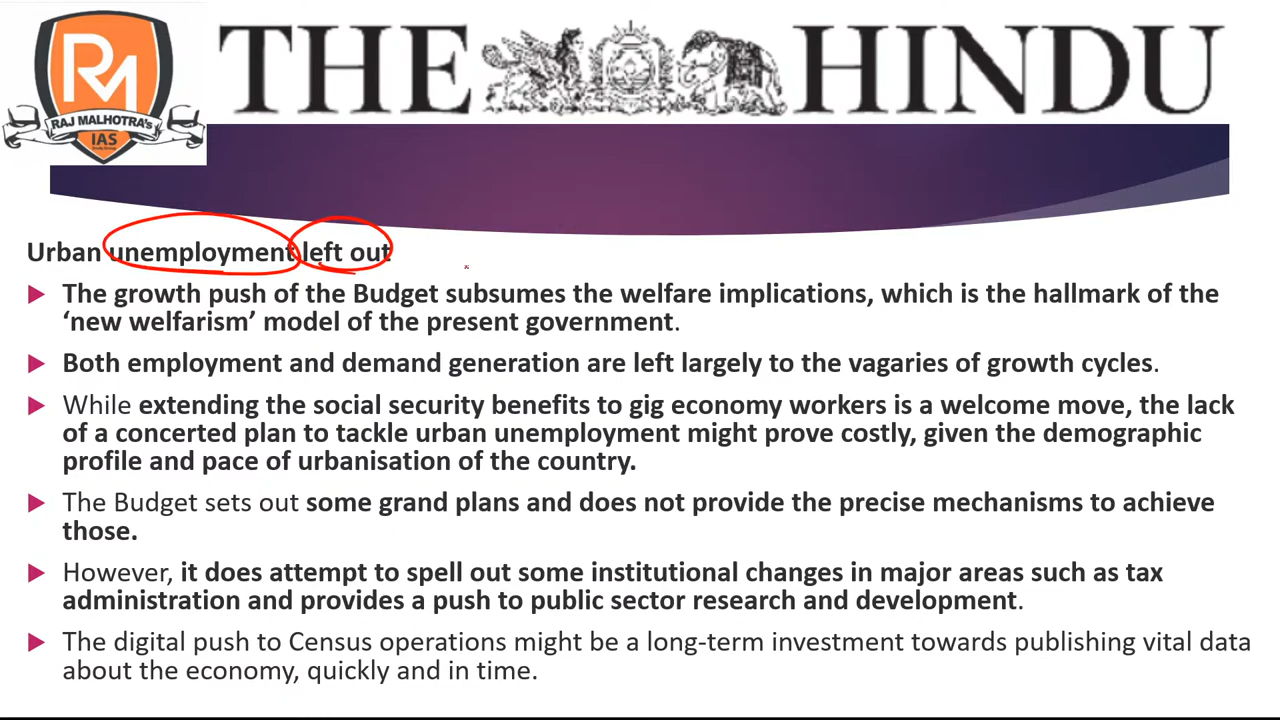 RM
RAJ MALHOTRA'S
IAS
THE HINDU
Urban unemployment left out
The growth push of the Budget subsumes the welfare implications, which is the hallmark of the
‘new welfarism’ model of the present government.
Both employment and demand generation are left largely to the vagaries of growth cycles.
While extending the social security benefits to gig economy workers is a welcome move, the lack
of a concerted plan to tackle urban unemployment might prove costly, given the demographic
profile and pace of urbanisation of the country.
The Budget sets out some grand plans and does not provide the precise mechanisms to achieve
those.
However, it does attempt to spell out some institutional changes in major areas such as tax
administration and provides a push to public sector research and development.
The digital push to Census operations might be a long-term investment towards publishing vital data
about the economy, quickly and in time.